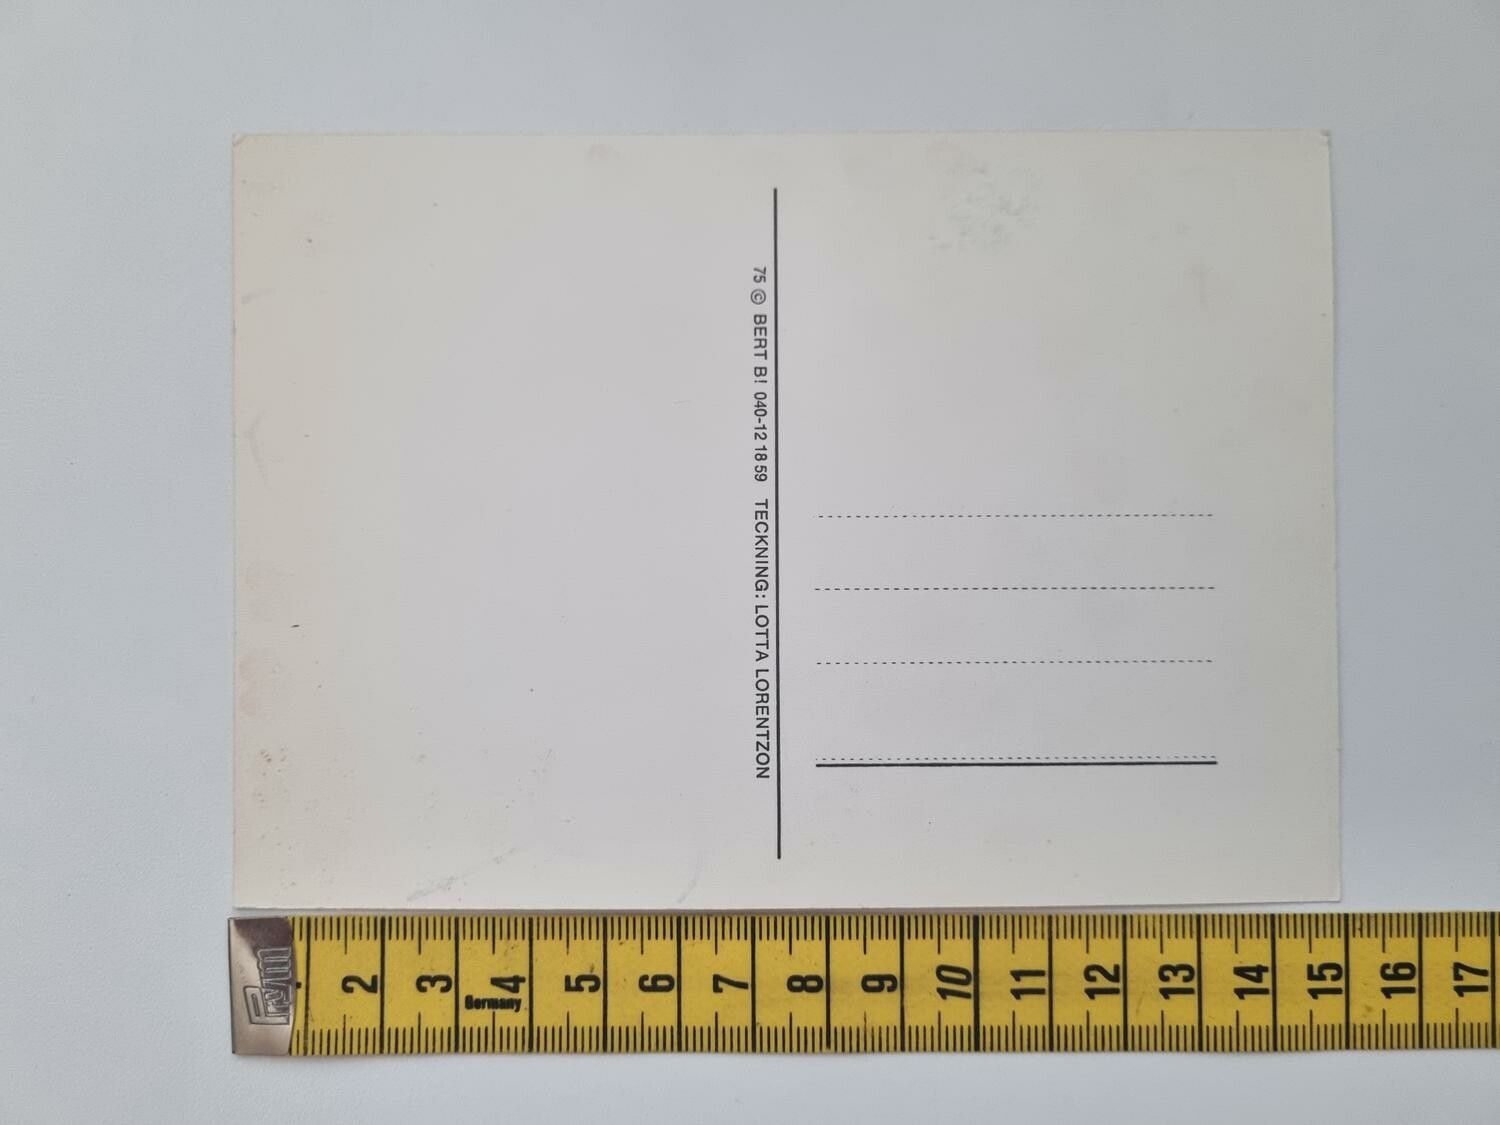 75 © BERT B! 040-12 18 59 TECKNING: LOTTA LORENTZON
Prym
2 3 4 5 6 7 8 9 10 11 12 13 14 15 16 17
Germany